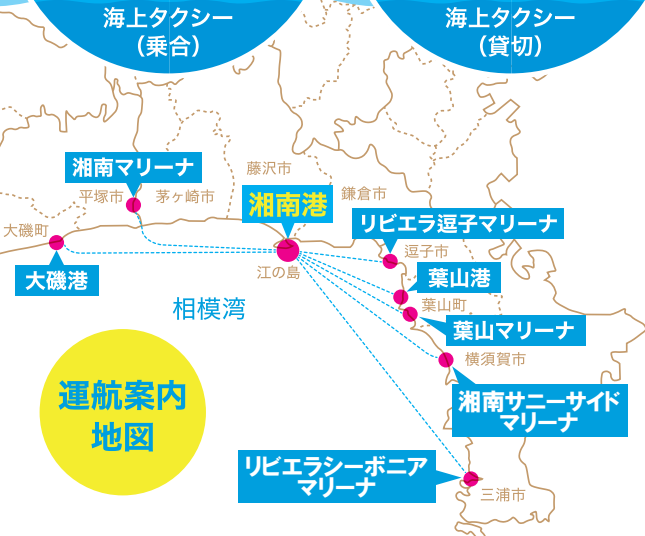 海上タクシー
（乗合）
海上タクシー
（貸切）
湘南マリーナ
藤沢市
平塚市
茅ヶ崎市
湘南港
鎌倉市
大磯町
リビエラ逗子マリーナ
逗子市
大磯港
江の島
葉山港
葉山町
相模湾
葉山マリーナ
横須賀市
運航案内
地図
湘南サニーサイド
マリーナ
リビエラシーボニア
マリーナ
三浦市